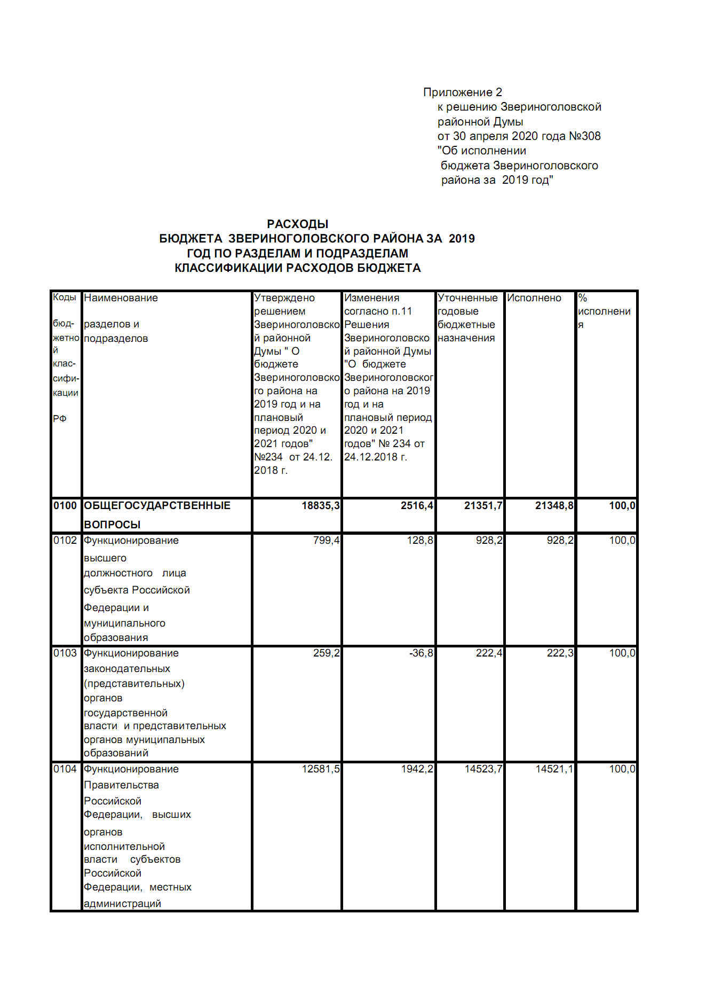 Приложение 2
к решению Звериноголовской
районной Думы
от 30 апреля 2020 года №308
"Об исполнении
бюджета Звериноголовского
района за  2019 год"
РАСХОДЫ
БЮДЖЕТА  ЗВЕРИНОГОЛОВСКОГО РАЙОНА ЗА  2019
ГОД ПО РАЗДЕЛАМ И ПОДРАЗДЕЛАМ
КЛАССИФИКАЦИИ РАСХОДОВ БЮДЖЕТА
Коды
бюд-
жетно
й
клас-
сифи-
кации
РФ
Наименование
разделов и
подразделов
Утверждено
решением
Звериноголовско
й районной
Думы " О
бюджете
Звериноголовско
го района на
2019 год и на
плановый
период 2020 и
2021 годов"
№234  от 24.12.
2018 г.
Изменения
согласно п.11
Решения
Звериноголовско
й районной Думы
"О  бюджете
Звериноголовског
о района на 2019
год и на
плановый период
2020 и 2021
годов" № 234 от
24.12.2018 г.
Уточненные
годовые
бюджетные
назначения
Исполнено
%
исполнени
я
0100 ОБЩЕГОСУДАРСТВЕННЫЕ 18835,3 2516,4 21351,7 21348,8 100,0
ВОПРОСЫ
0102 Функционирование 799,4 128,8 928,2 928,2 100,0
высшего
должностного   лица
субъекта Российской
Федерации и
муниципального
образования
0103 Функционирование 259,2 -36,8 222,4 222,3 100,0
законодательных
(представительных)
органов
государственной
власти  и представительных
органов муниципальных
образований
0104 Функционирование 12581,5 1942,2 14523,7 14521,1 100,0
Правительства
Российской
Федерации,   высших
органов
исполнительной
власти    субъектов
Российской
Федерации,  местных
администраций